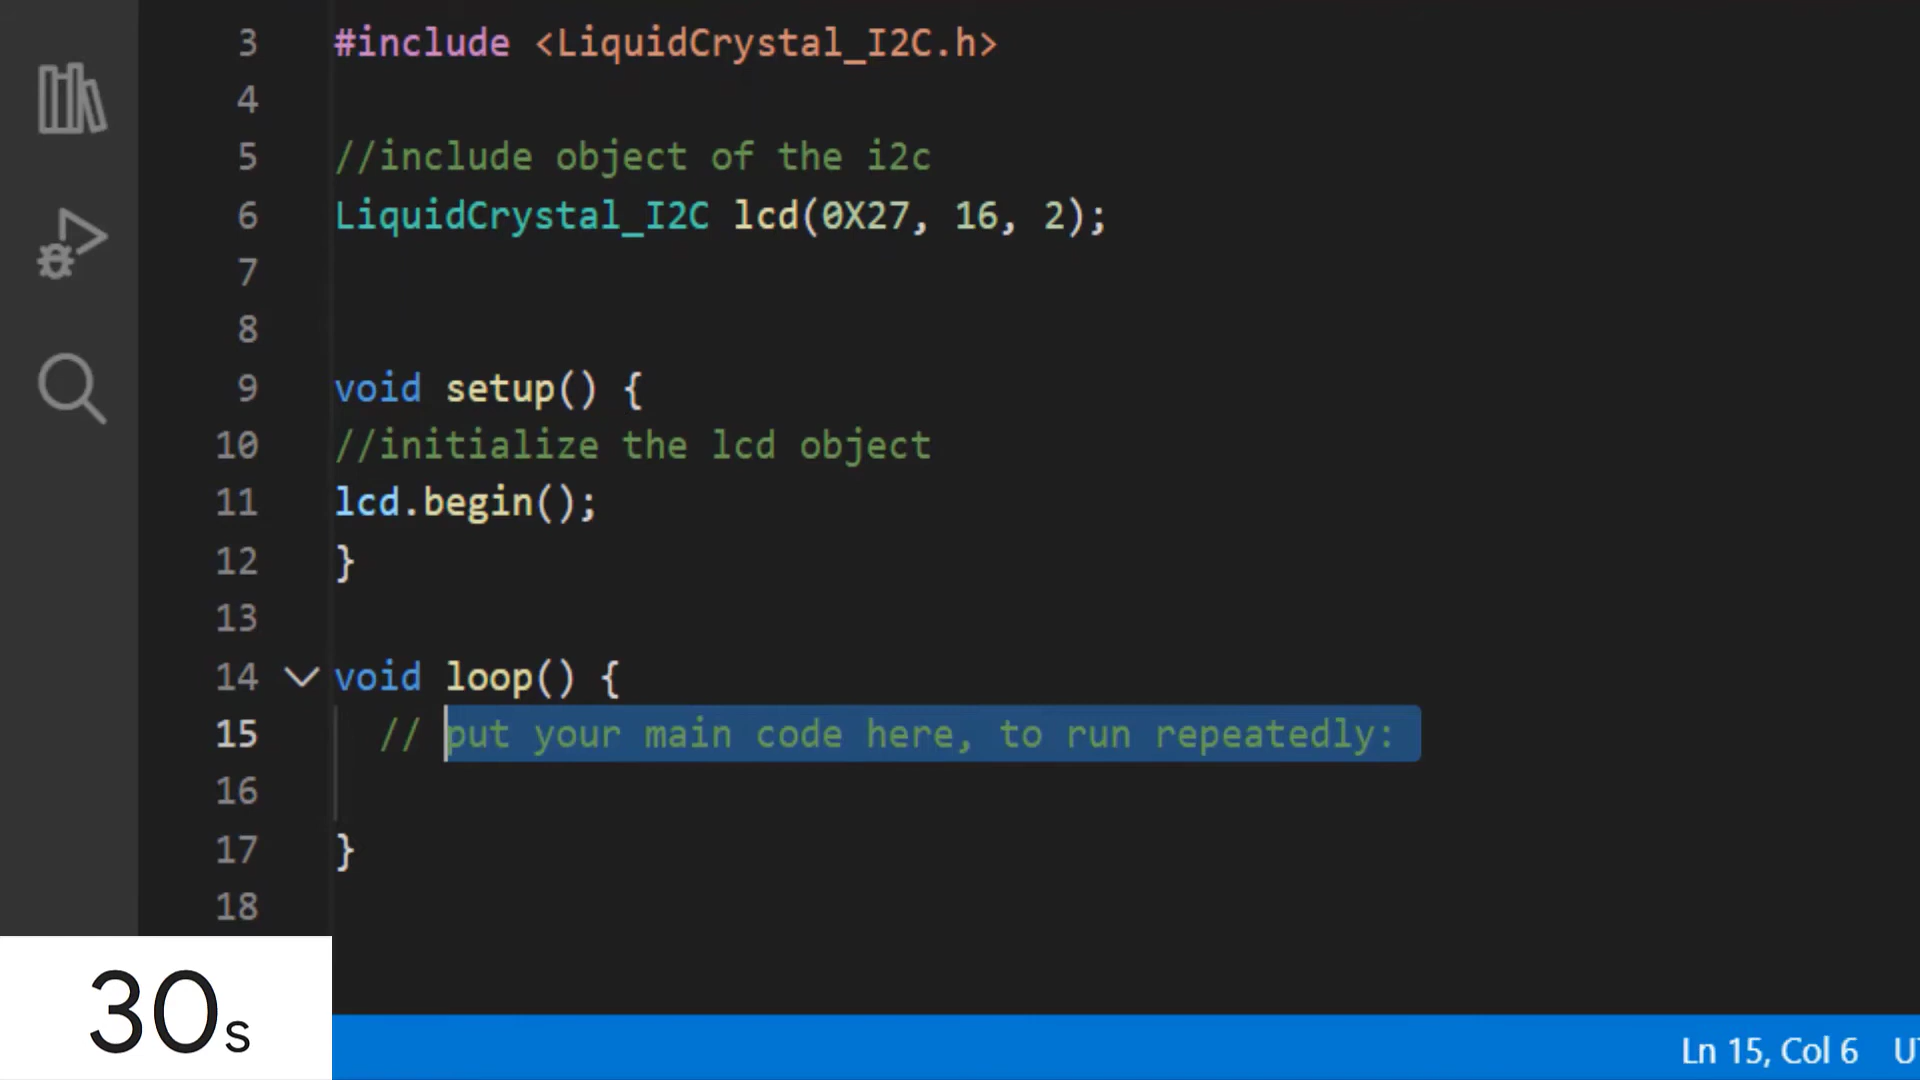 3 #include <LiquidCrystal_I2C.h>
4
5 //include object of the i2c
6 LiquidCrystal_I2C lcd(0X27, 16, 2);
7
8
9 void setup() {
10 //initialize the lcd object
11 lcd.begin();
12 }
13
14 void loop() {
15 // put your main code here, to run repeatedly:
16
17 }
18
30s
Ln 15, Col 6